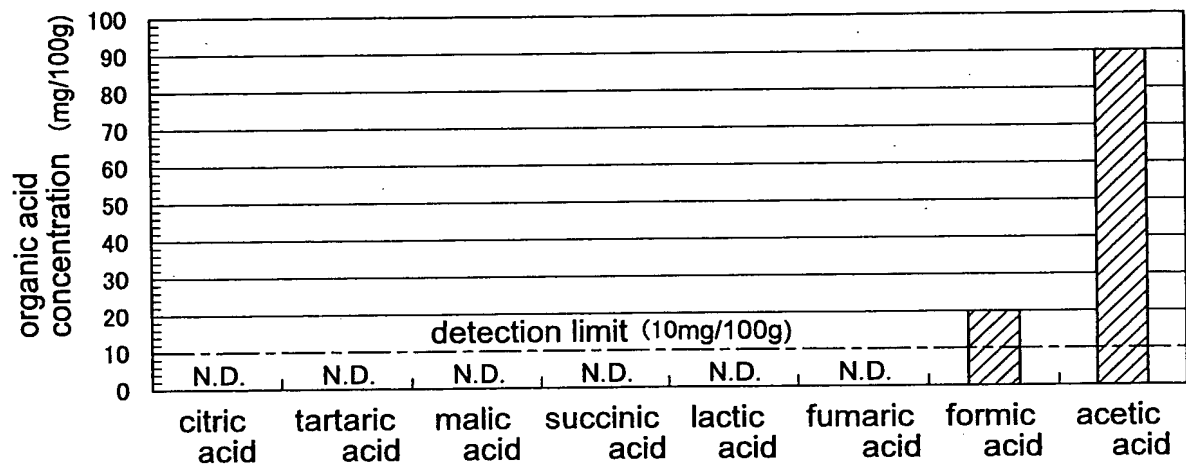 organic acid
concentration (mg/100g)
100
90
80
70
60
50
40
30
20
10
0
detection limit (10mg/100g)
N.D. N.D. N.D. N.D. N.D. N.D.
citric acid
tartaric acid
malic acid
succinic acid
lactic acid
fumaric acid
formic acid
acetic acid